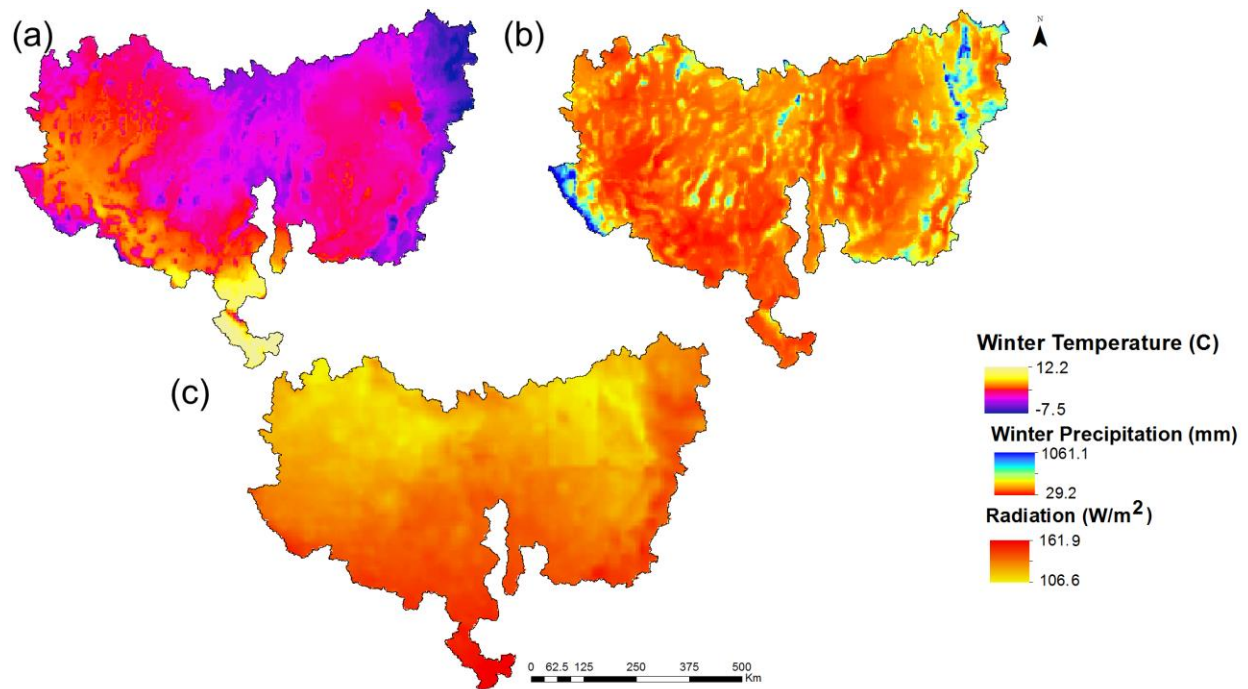 (a)
(b)
N
(c)
Winter Temperature (C)
12.2
-7.5
Winter Precipitation (mm)
1061.1
29.2
Radiation (W/m²)
161.9
106.6
0 62.5 125 250 375 500
Km